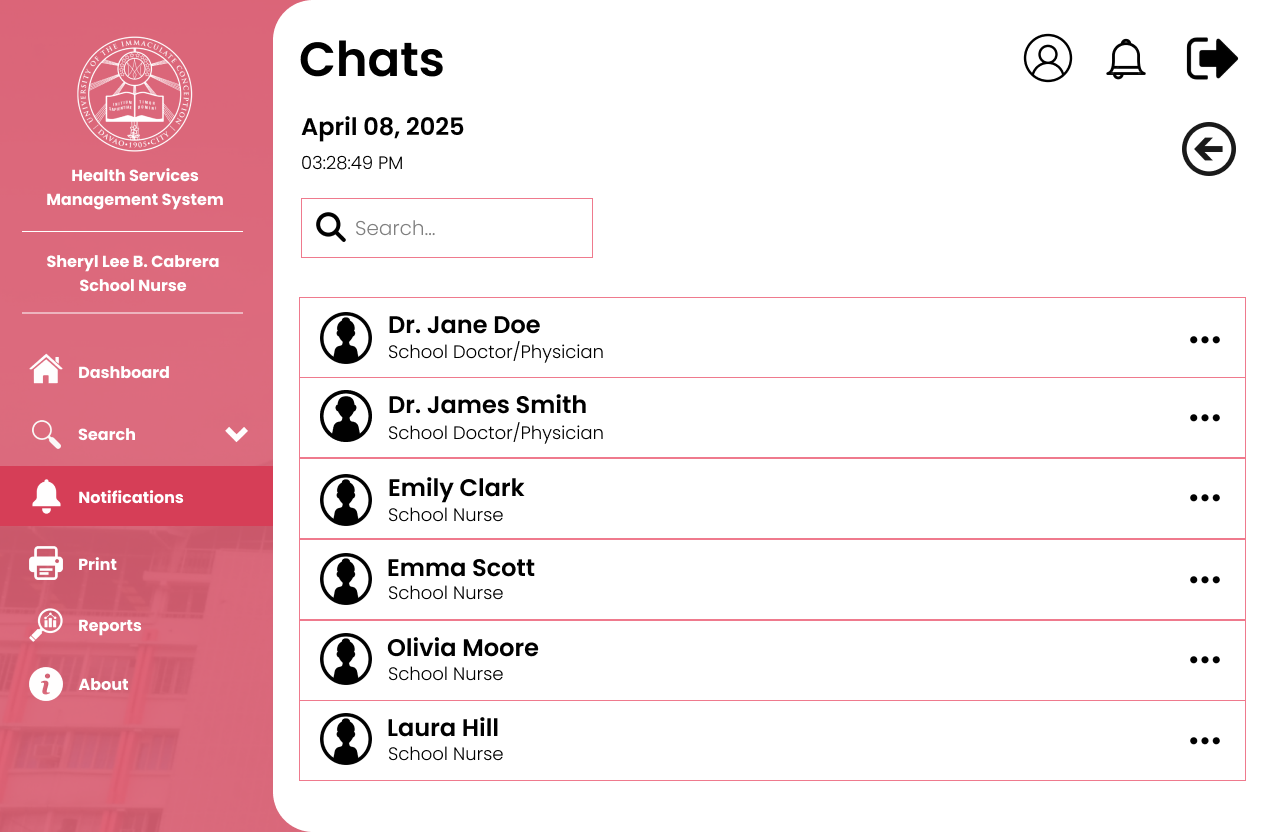 UNIVERSITY OF THE IMMACULATE CONCEPTION
DAVAO • 1905 • CITY
Health Services
Management System
Sheryl Lee B. Cabrera
School Nurse
Dashboard
Search
Notifications
Print
Reports
About
Chats
April 08, 2025
03:28:49 PM
Search...
Dr. Jane Doe
School Doctor/Physician
Dr. James Smith
School Doctor/Physician
Emily Clark
School Nurse
Emma Scott
School Nurse
Olivia Moore
School Nurse
Laura Hill
School Nurse